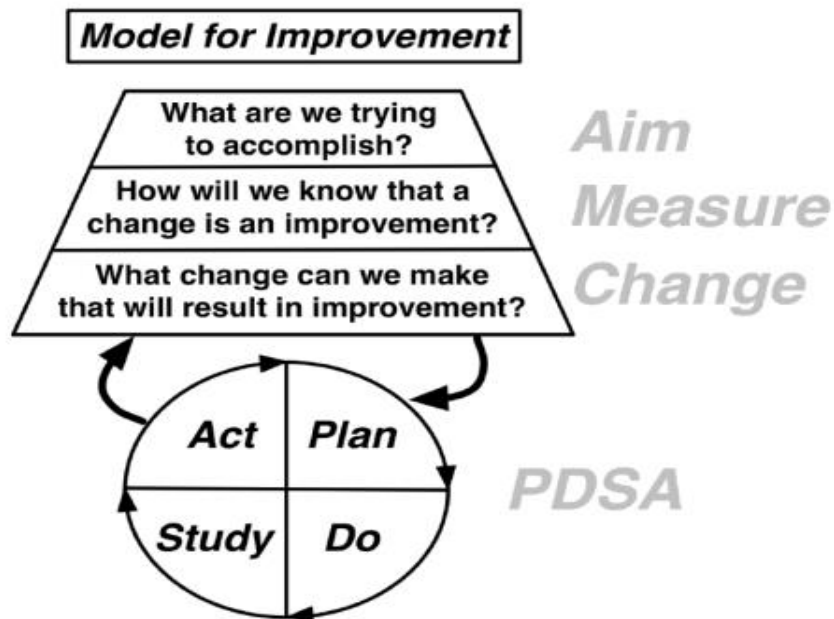 Model for Improvement
What are we trying
to accomplish?
Aim
How will we know that a
change is an improvement?
Measure
What change can we make
that will result in improvement?
Change
Act
Plan
PDSA
Study
Do